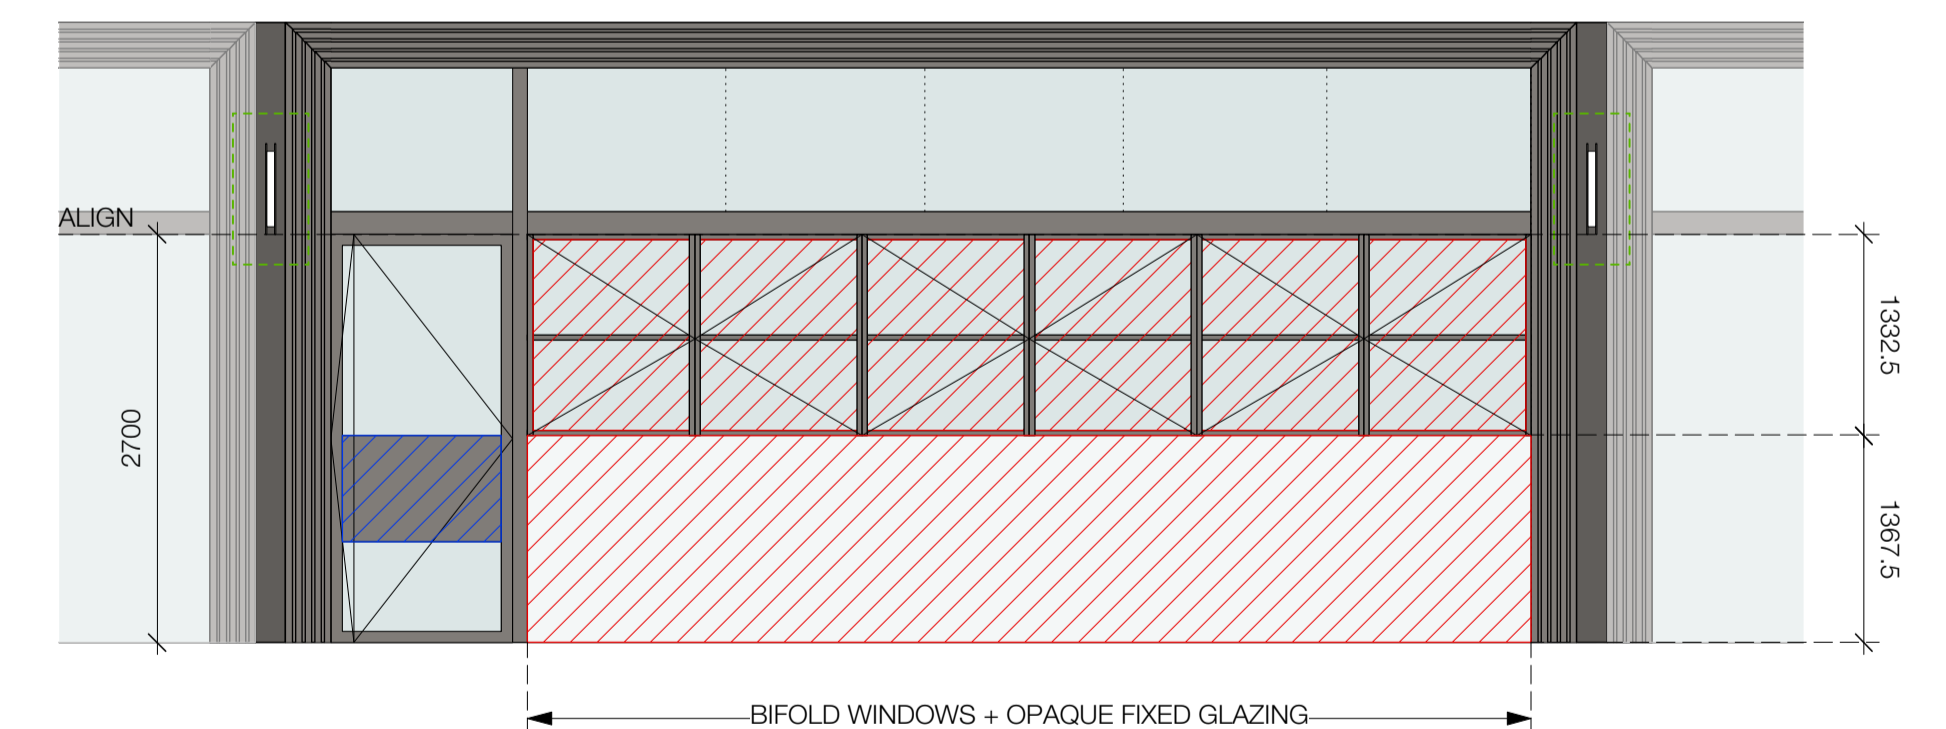 ALIGN
2700
1332.5
1367.5
BIFOLD WINDOWS + OPAQUE FIXED GLAZING